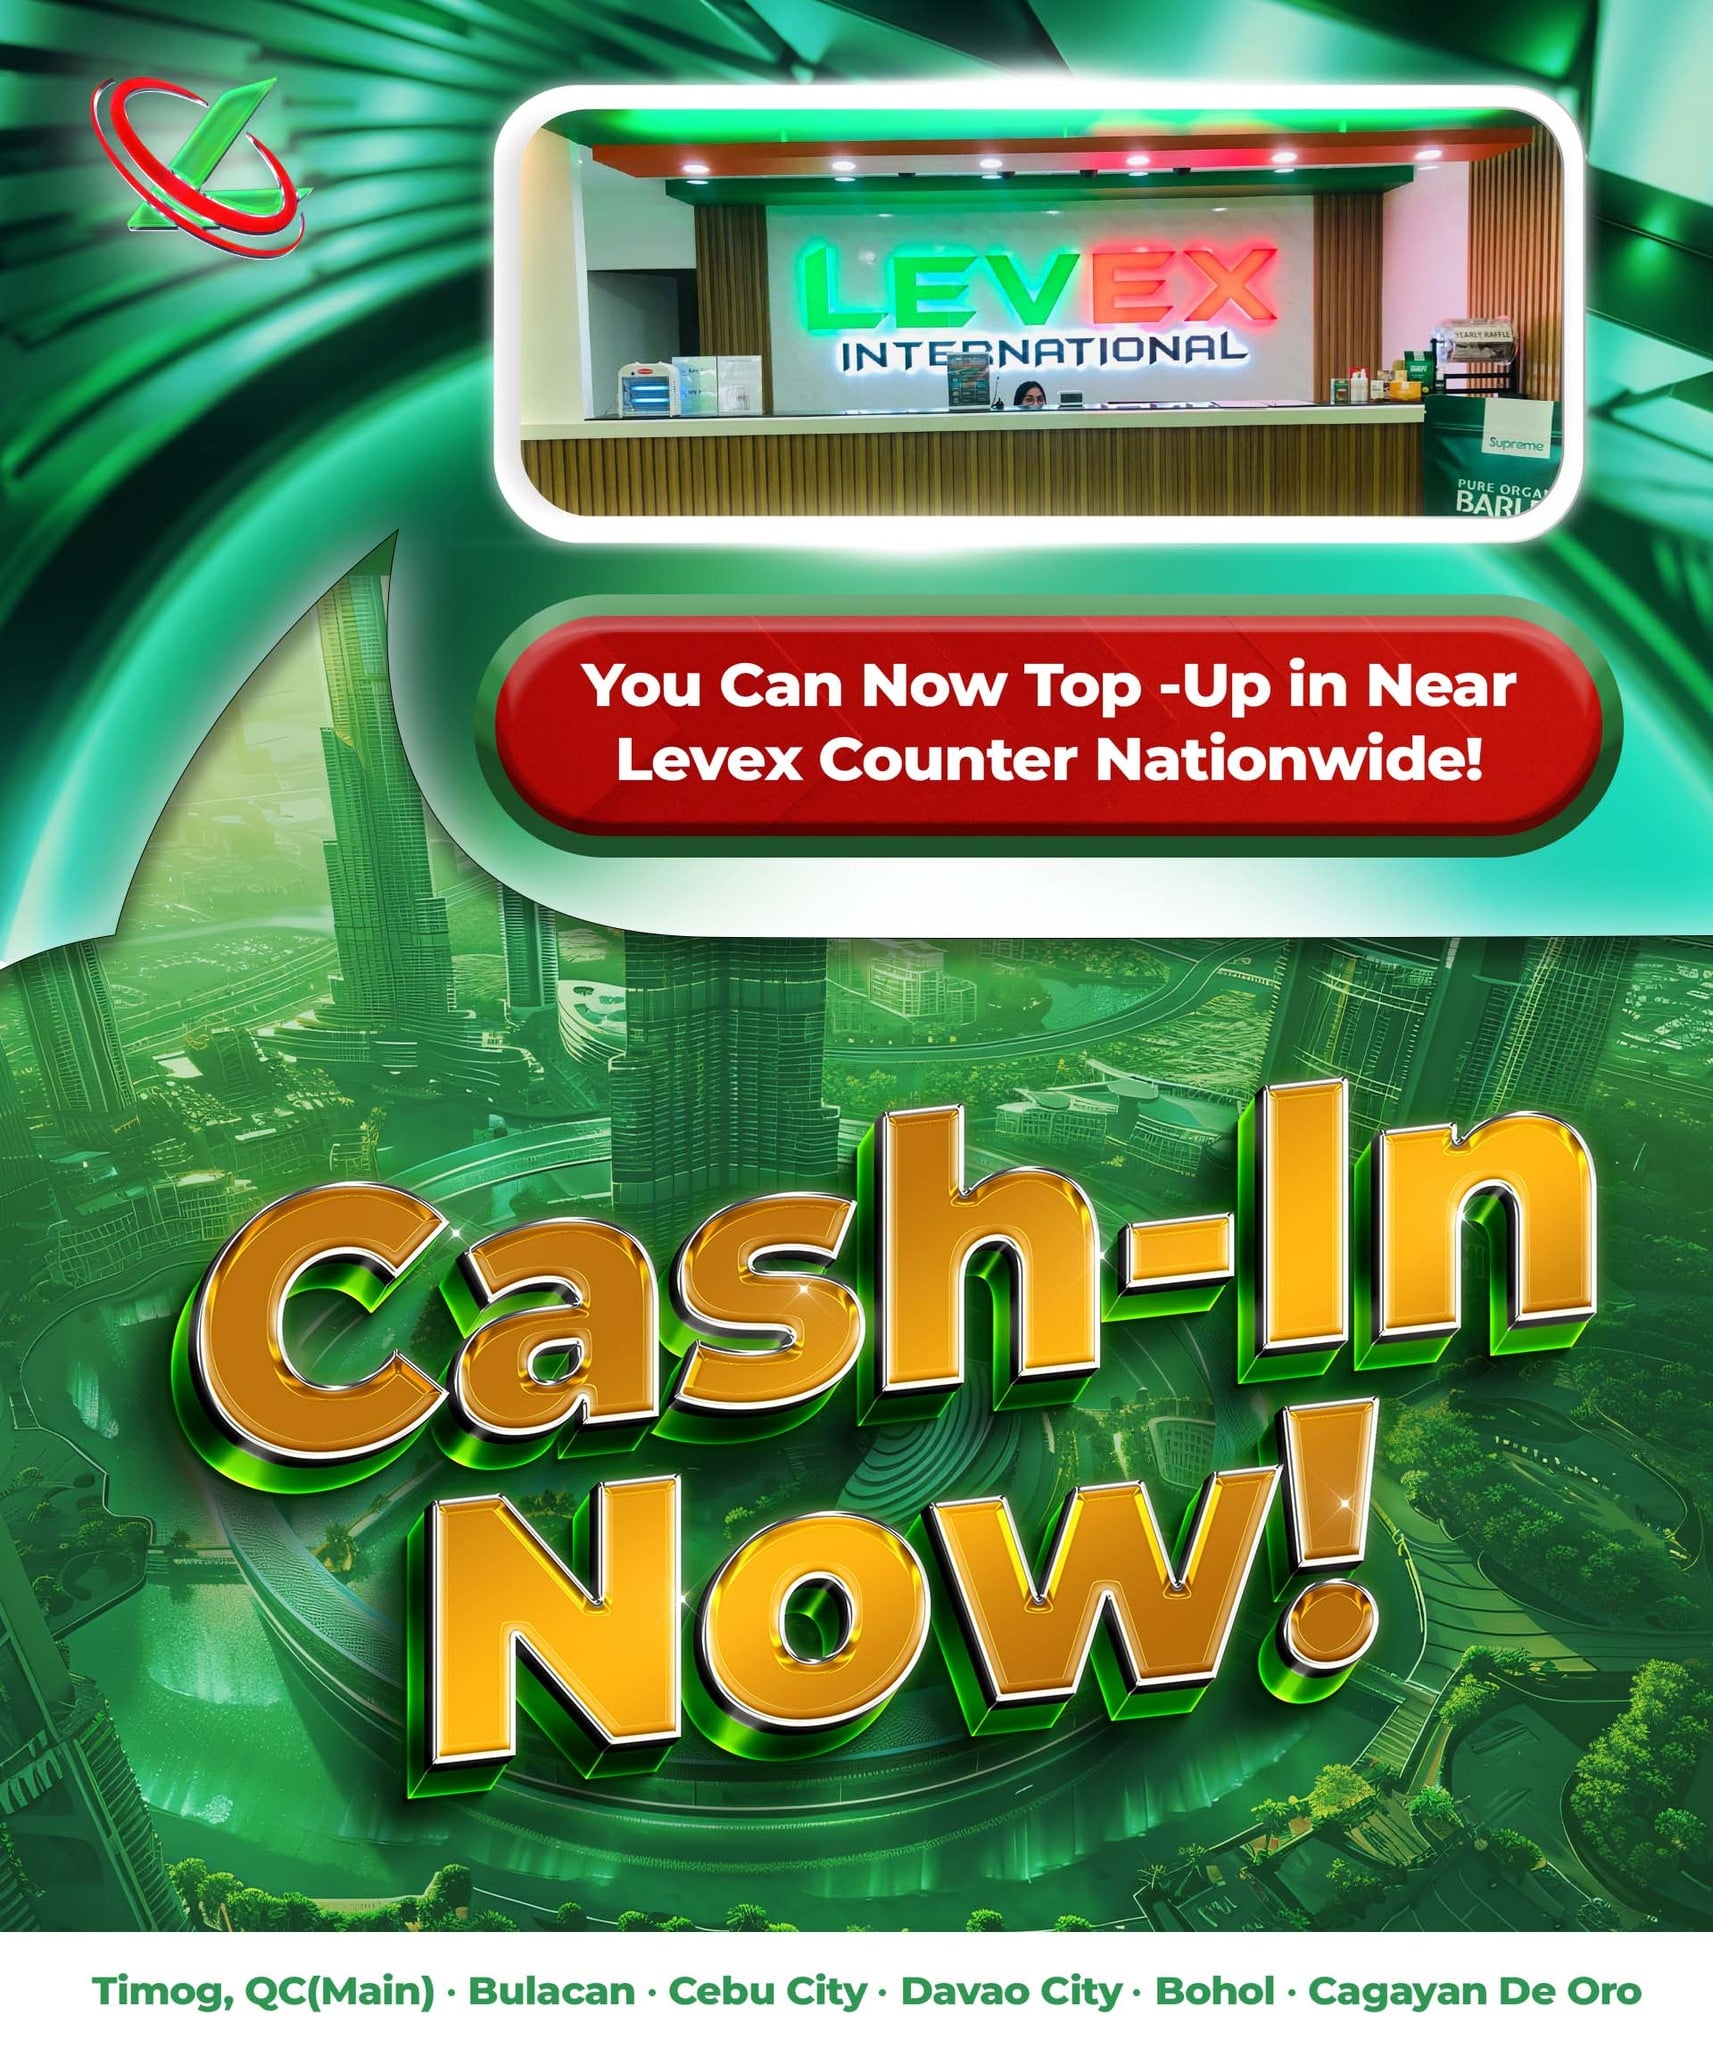 LEVEX
INTERNATIONAL
YEARLY RAFFLE
Supreme
PURE ORGA
BARL
You Can Now Top -Up in Near
Levex Counter Nationwide!
Cash-In
Now!
Timog, QC(Main) · Bulacan · Cebu City · Davao City · Bohol · Cagayan De Oro